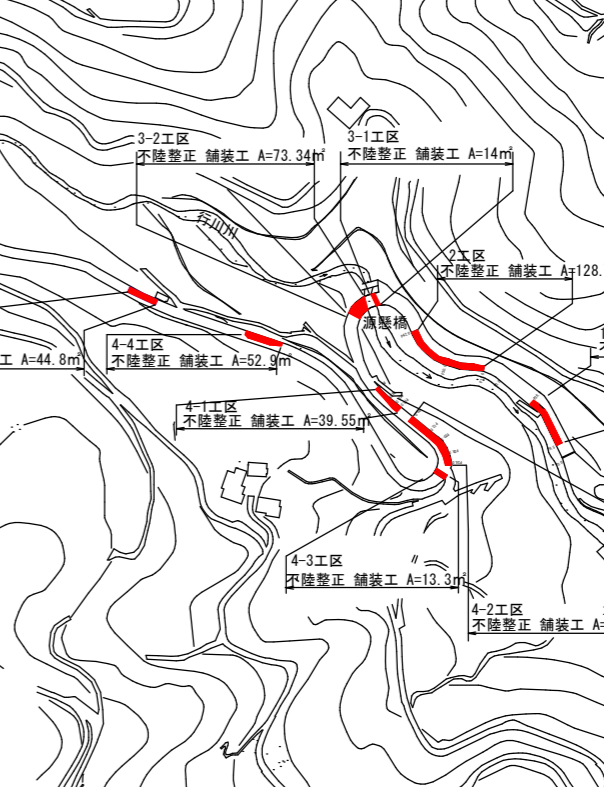 3-2工区
不陸整正 舗装工 A=73.34㎡
3-1工区
不陸整正 舗装工 A=14㎡
行川川
2工区
不陸整正 舗装工 A=128.
源懸橋
工 A=44.8㎡
4-4工区
不陸整正 舗装工 A=52.9㎡
4-1工区
不陸整正 舗装工 A=39.55㎡
4-3工区
不陸整正 舗装工 A=13.3㎡
4-2工区
不陸整正 舗装工 A=